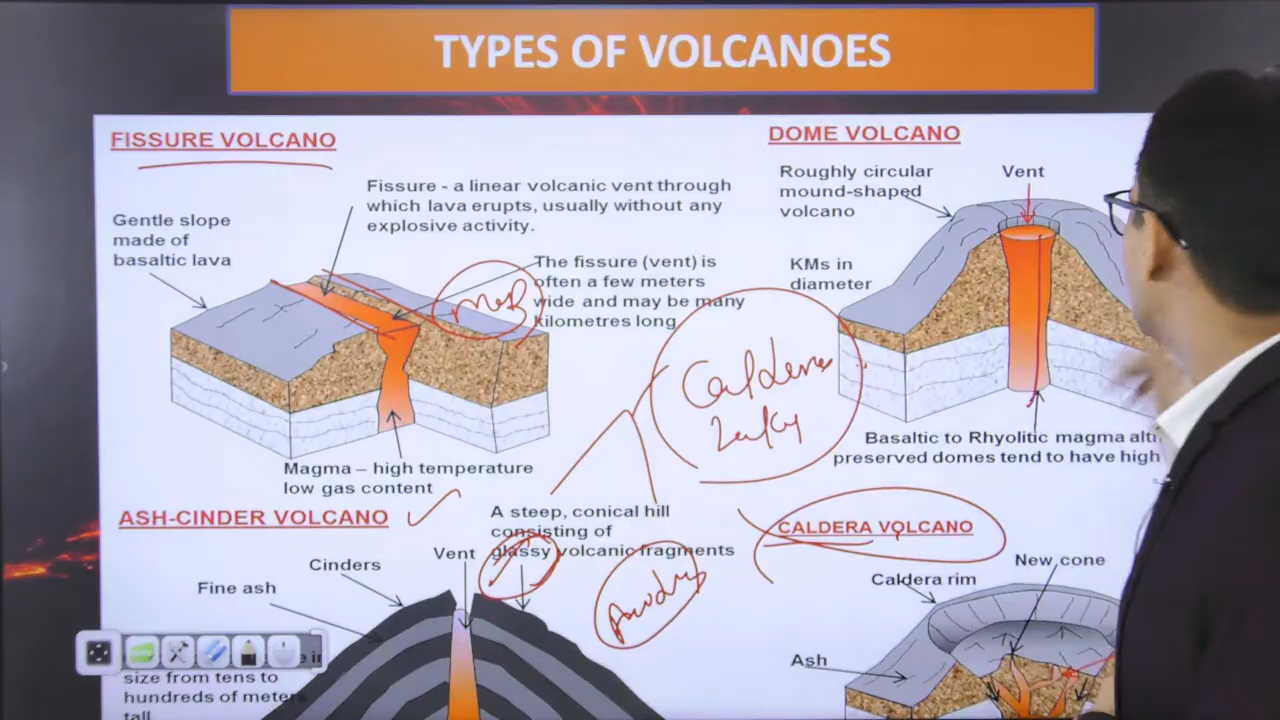 TYPES OF VOLCANOES
FISSURE VOLCANO
Fissure - a linear volcanic vent through
which lava erupts, usually without any
explosive activity.
Gentle slope
made of
basaltic lava
The fissure (vent) is
often a few meters
wide and may be many
kilometres long
Magma – high temperature
low gas content
DOME VOLCANO
Roughly circular
mound-shaped
volcano
Vent
KMs in
diameter
Basaltic to Rhyolitic magma alth
preserved domes tend to have high
Caldera
ASH-CINDER VOLCANO
A steep, conical hill
consisting of
glassy volcanic fragments
Vent
Cinders
Fine ash
size from tens to
hundreds of meters
tall
CALDERA VOLCANO
New cone
Caldera rim
Ash